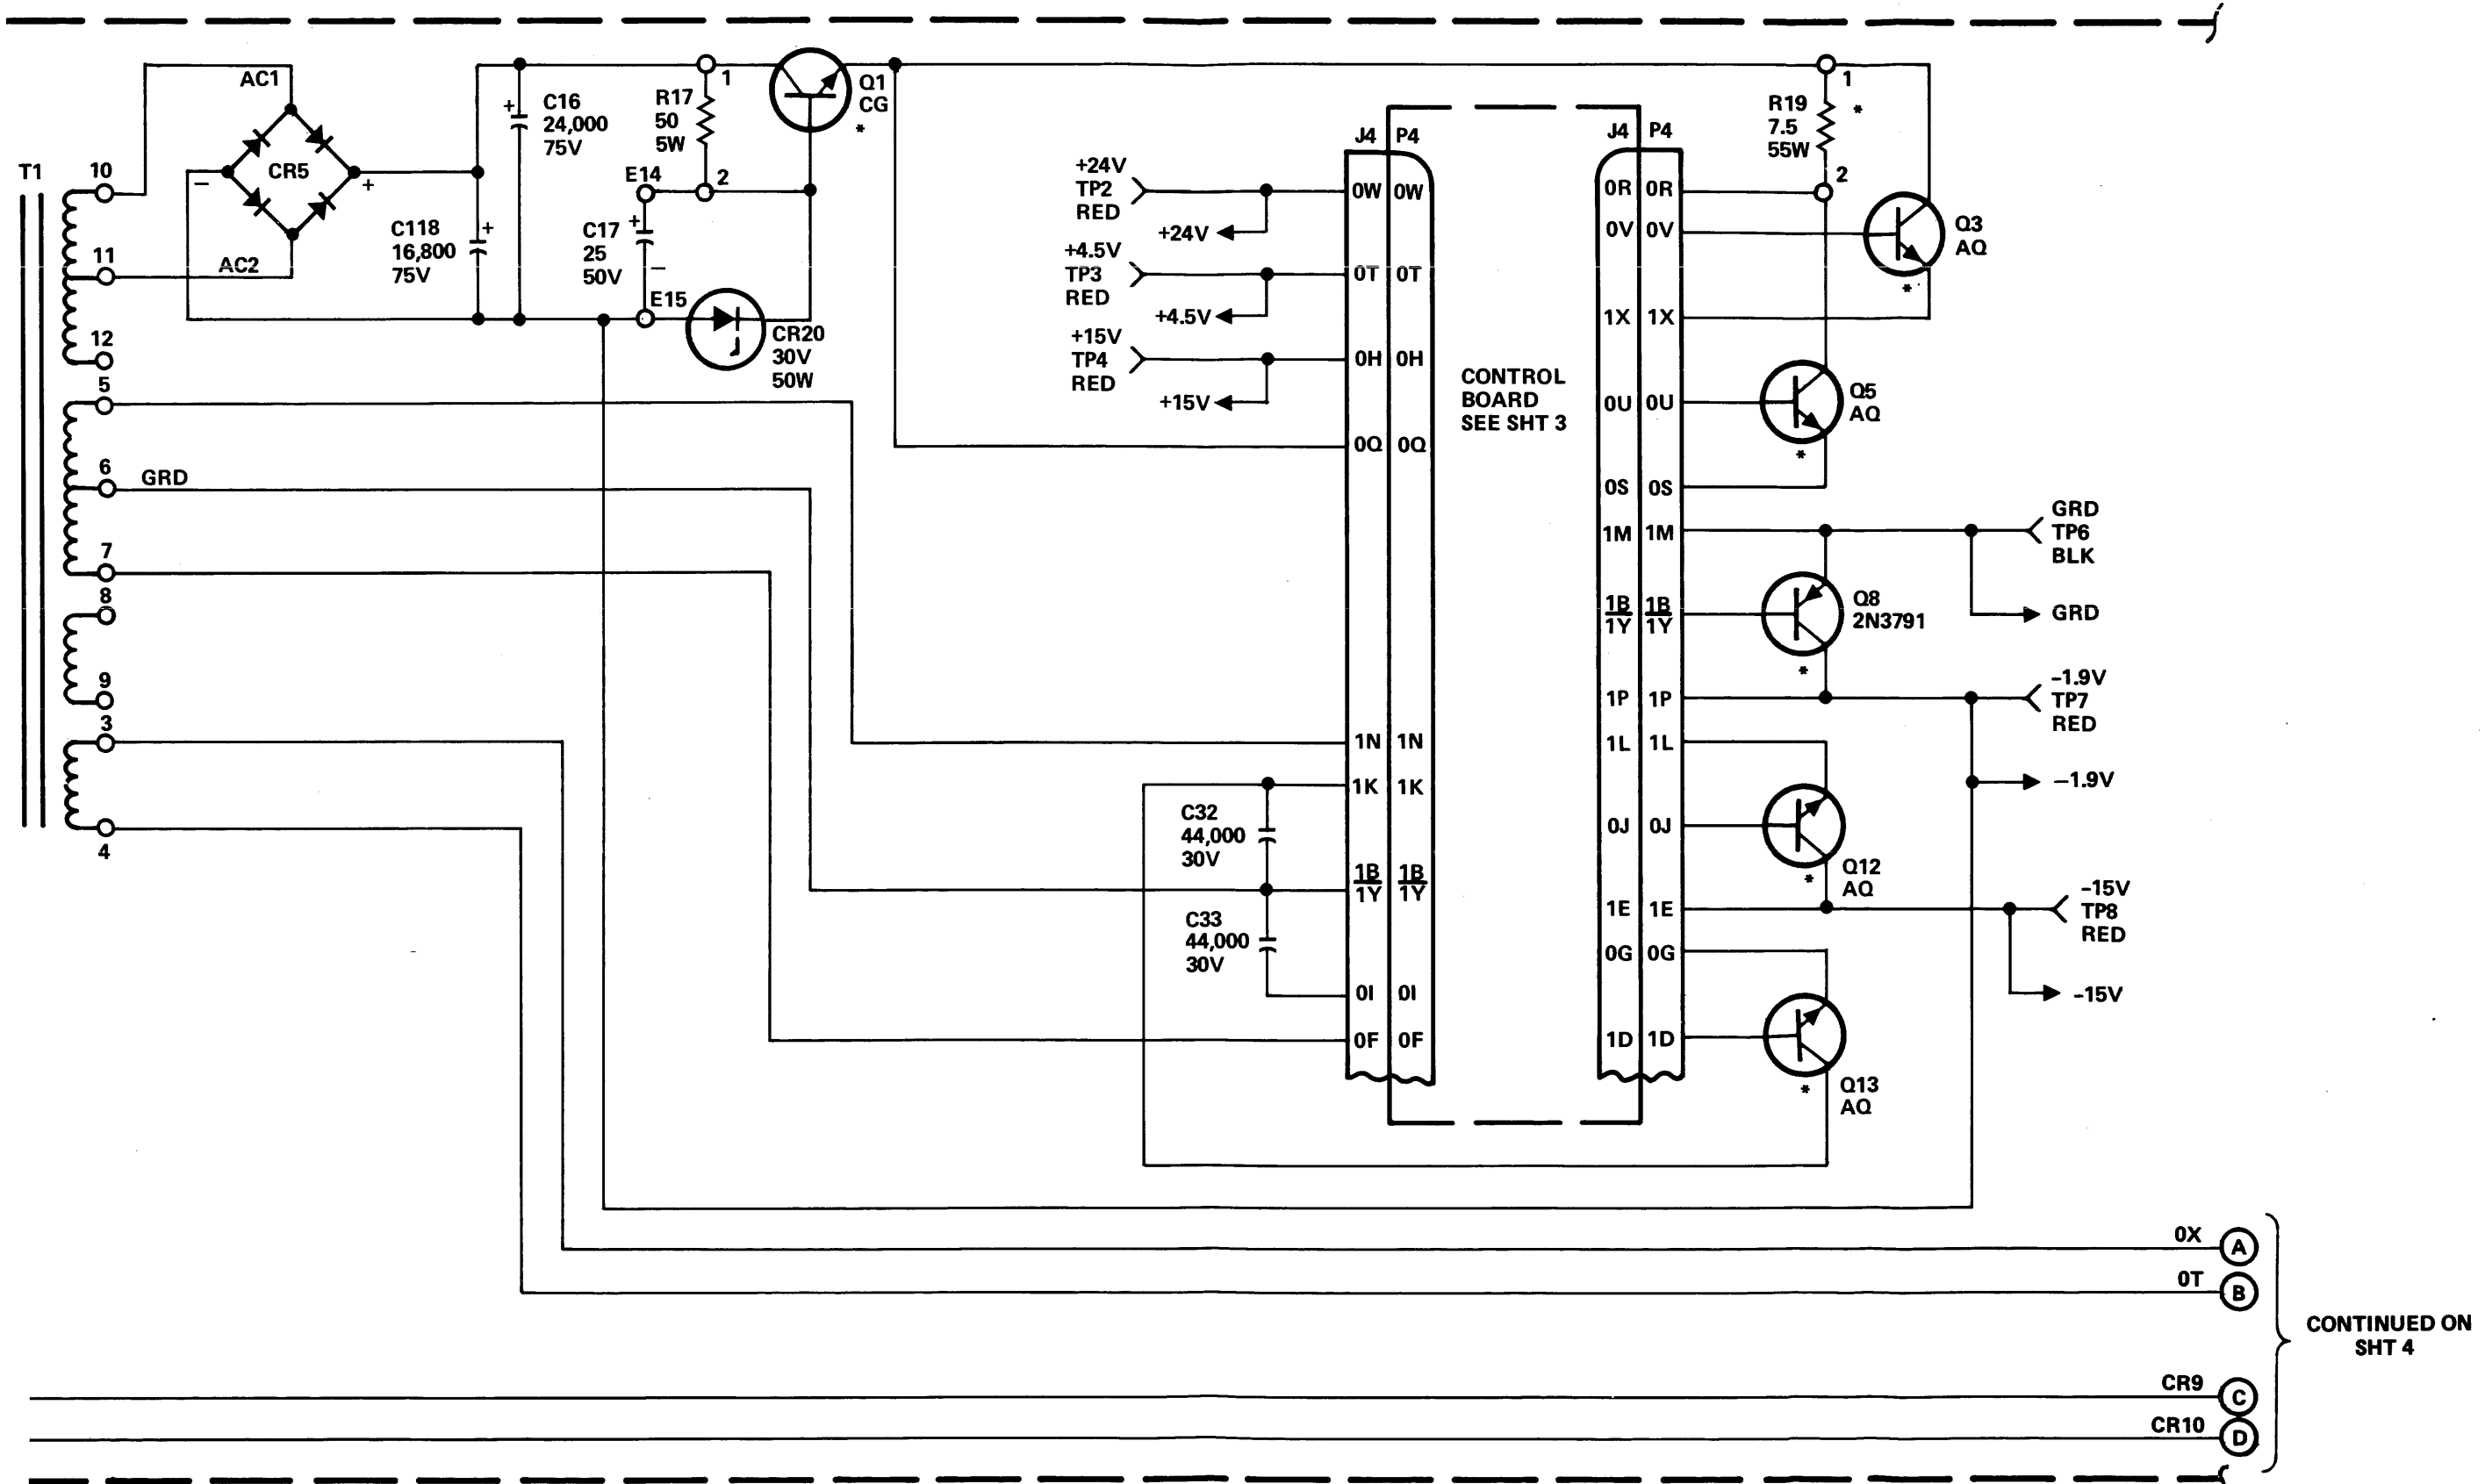 T1
10
11
12
5
6
GRD
7
8
9
3
4
AC1
AC2
CR5
−
+
+
C118
16,800
75V
+
C16
24,000
75V
R17
50
5W
1
2
E14
+
C17
25
50V
−
E15
CR20
30V
50W
Q1
CG
*
+24V
TP2
RED
+24V
+4.5V
TP3
RED
+4.5V
+15V
TP4
RED
+15V
C32
44,000
30V
C33
44,000
30V
J4 P4
0W 0W
0T 0T
0H 0H
0Q 0Q
1N 1N
1K 1K
1B 1B
1Y 1Y
0I 0I
0F 0F
CONTROL
BOARD
SEE SHT 3
J4 P4
0R 0R
0V 0V
1X 1X
0U 0U
0S 0S
1M 1M
1B 1B
1Y 1Y
1P 1P
1L 1L
0J 0J
1E 1E
0G 0G
1D 1D
1
R19
7.5
55W
*
2
Q3
AQ
*
Q5
AQ
*
GRD
TP6
BLK
GRD
Q8
2N3791
*
−1.9V
TP7
RED
−1.9V
Q12
AQ
*
−15V
TP8
RED
−15V
Q13
AQ
*
0X A
0T B
CR9 C
CR10 D
CONTINUED ON
SHT 4